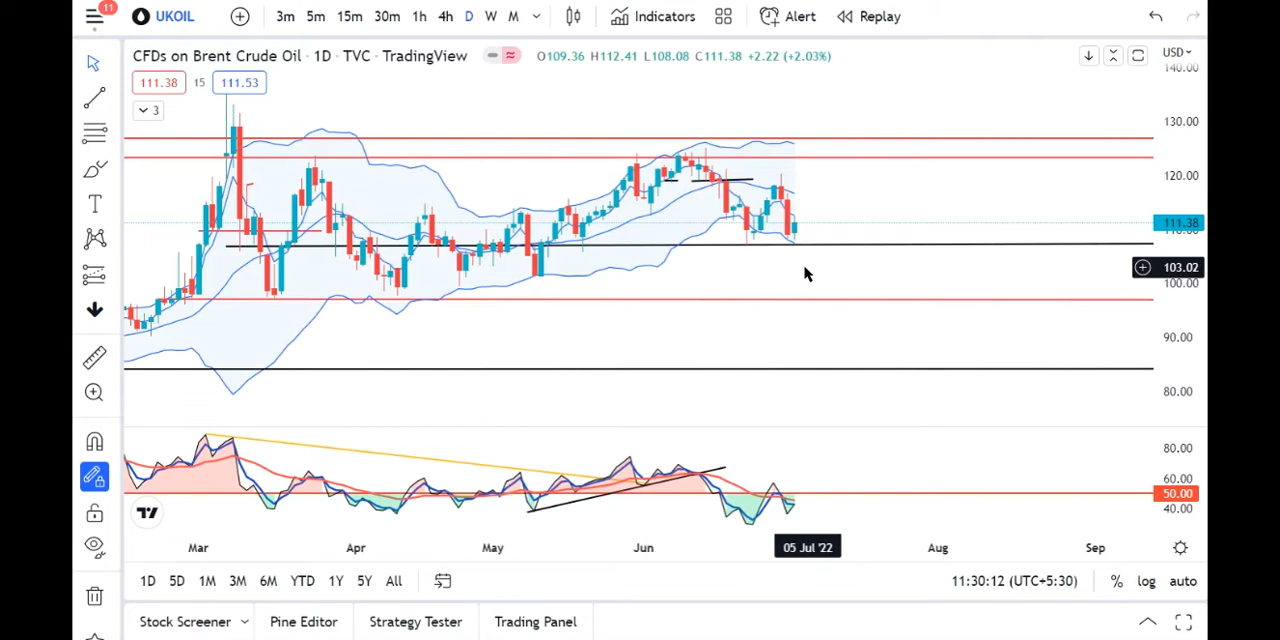 11
UKOIL 3m 5m 15m 30m 1h 4h D W M Indicators Alert Replay
CFDs on Brent Crude Oil · 1D · TVC · TradingView O109.36 H112.41 L108.08 C111.38 +2.22 (+2.03%) USD
140.00
111.38 15 111.53
3
130.00
120.00
111.38
103.02
100.00
90.00
80.00
80.00
60.00
50.00
40.00
Mar Apr May Jun 05 Jul '22 Aug Sep
1D 5D 1M 3M 6M YTD 1Y 5Y All 11:30:12 (UTC+5:30) % log auto
Stock Screener Pine Editor Strategy Tester Trading Panel